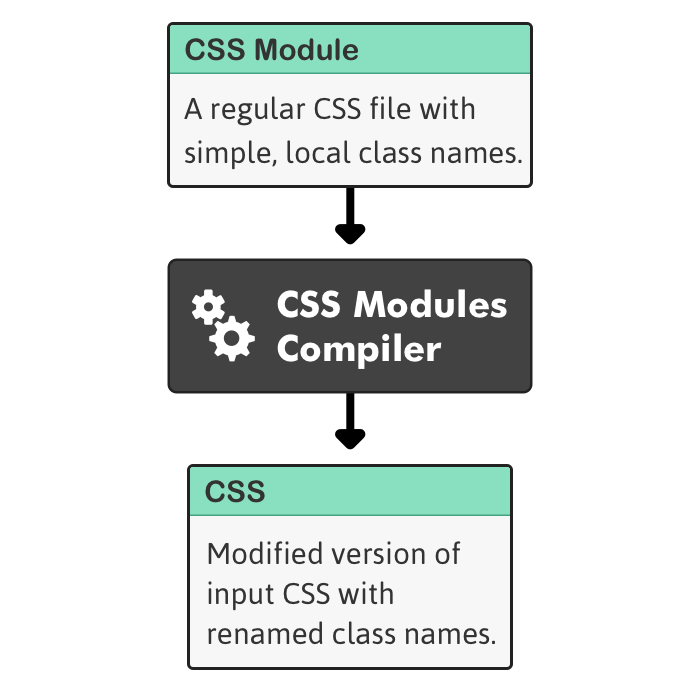 CSS Module
A regular CSS file with
simple, local class names.
CSS Modules
Compiler
CSS
Modified version of
input CSS with
renamed class names.